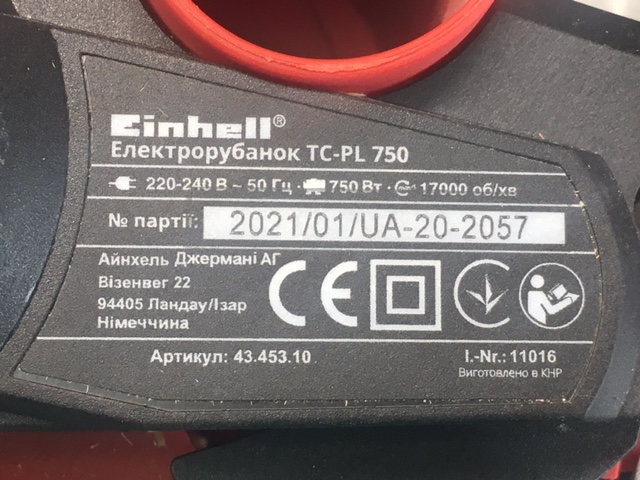 Einhell®
Електрорубанок TC-PL 750
220-240 В ~ 50 Гц · 750 Вт · 17000 об/хв
№ партії: 2021/01/UA-20-2057
Айнхель Джермані АГ
Візенвег 22
94405 Ландау/Ізар
Німеччина
CE
Артикул: 43.453.10
I.-Nr.: 11016
Виготовлено в КНР